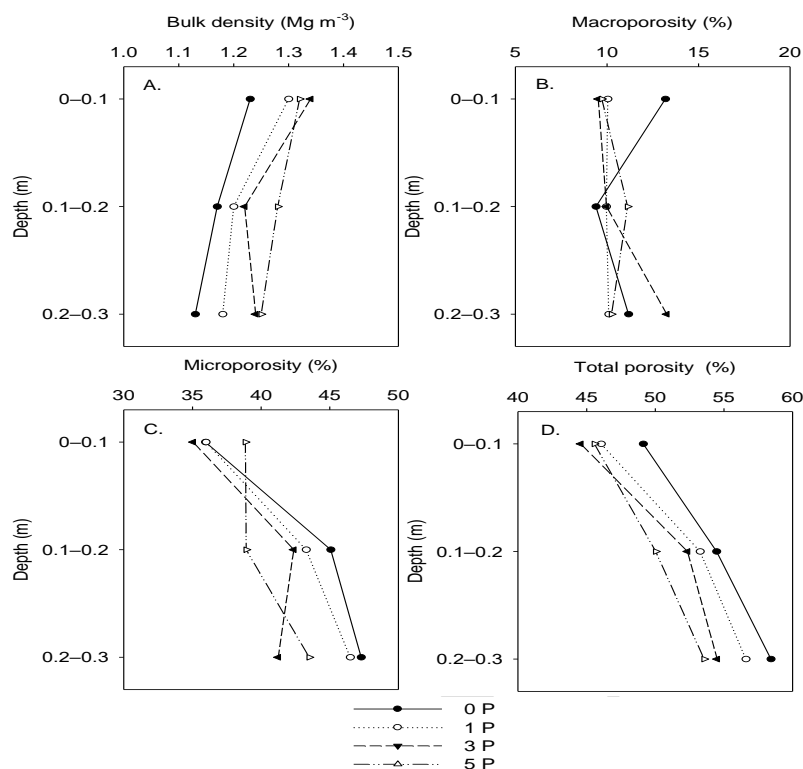 Bulk density (Mg m⁻³)
1.0 1.1 1.2 1.3 1.4 1.5
A.
0–0.1
0.1–0.2
0.2–0.3
Depth (m)
Macroporosity (%)
5 10 15 20
B.
0–0.1
0.1–0.2
0.2–0.3
Depth (m)
Microporosity (%)
30 35 40 45 50
C.
0–0.1
0.1–0.2
0.2–0.3
Depth (m)
Total porosity (%)
40 45 50 55 60
D.
0–0.1
0.1–0.2
0.2–0.3
Depth (m)
0 P
1 P
3 P
5 P